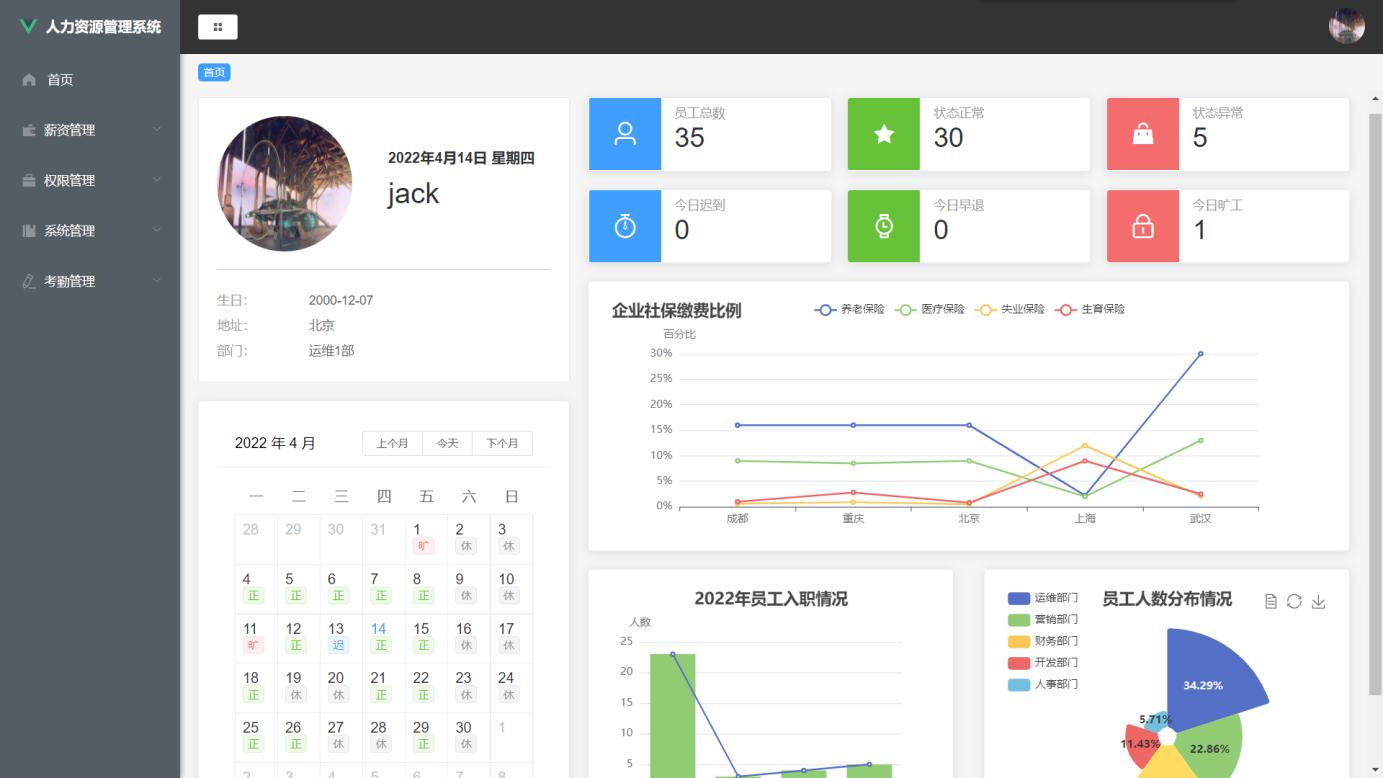 人力资源管理系统
首页
薪资管理
权限管理
系统管理
考勤管理
首页
2022年4月14日 星期四
jack
生日： 2000-12-07
地址： 北京
部门： 运维1部
员工总数
35
状态正常
30
状态异常
5
今日迟到
0
今日早退
0
今日旷工
1
2022 年 4 月
上个月 今天 下个月
一 二 三 四 五 六 日
28 29 30 31 1 2 3
旷 休 休
4 5 6 7 8 9 10
正 正 正 正 正 休 休
11 12 13 14 15 16 17
旷 正 迟 正 正 休 休
18 19 20 21 22 23 24
正 休 休 正 正 休 休
25 26 27 28 29 30 1
正 正 休 休 正 休
2 3 4 5 6 7 8
企业社保缴费比例
养老保险 医疗保险 失业保险 生育保险
百分比
30%
25%
20%
15%
10%
5%
0%
成都 重庆 北京 上海 武汉
2022年员工入职情况
人数
25
20
15
10
5
员工人数分布情况
运维部门
营销部门
财务部门
开发部门
人事部门
34.29%
5.71%
11.43%
22.86%